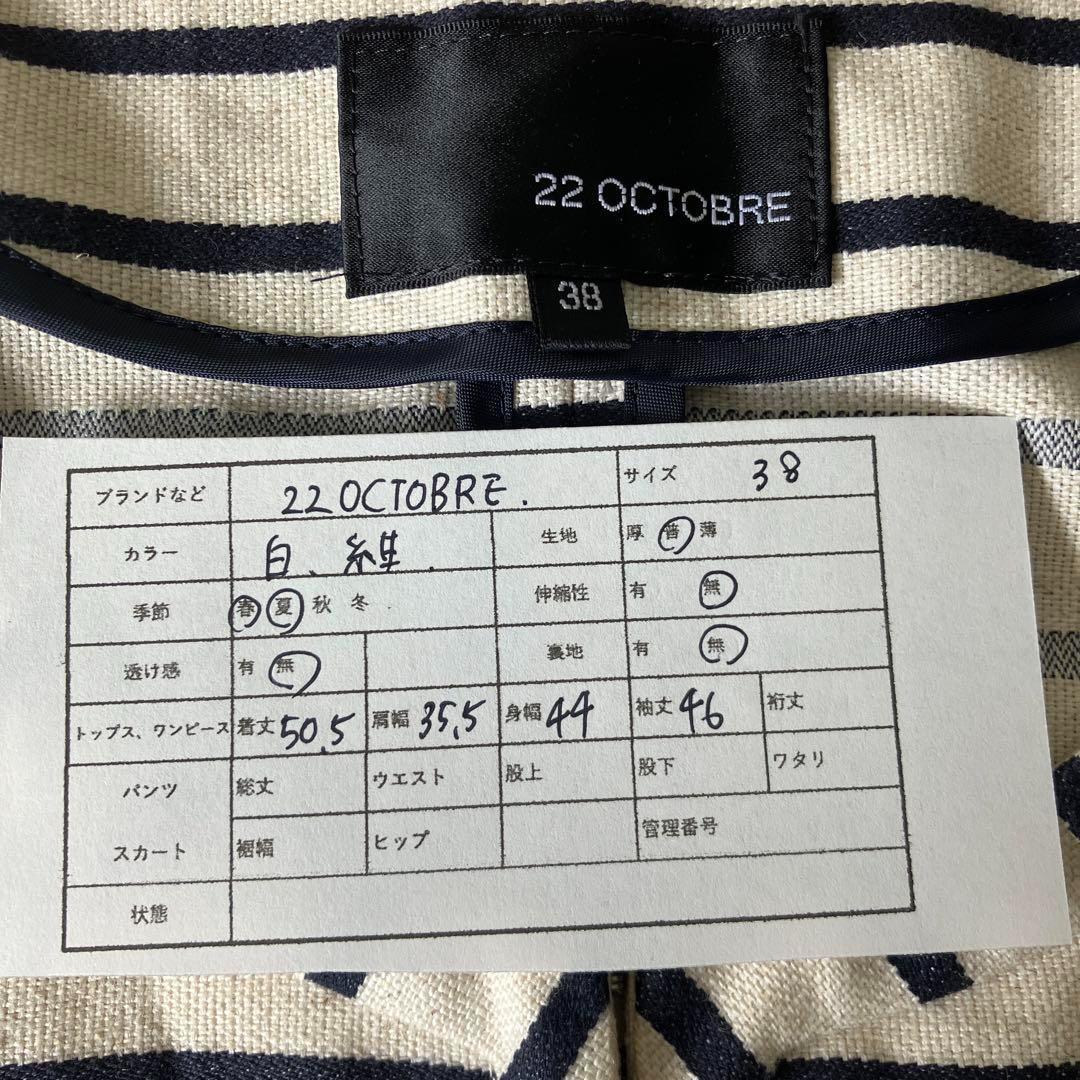 22 OCTOBRE
38
ブランドなど 22 OCTOBRE. サイズ 38
カラー 白、紺. 生地 厚 普 薄
季節 春 夏 秋 冬 伸縮性 有 無
透け感 有 無 裏地 有 無
トップス、ワンピース 着丈 50.5 肩幅 35.5 身幅 44 袖丈 46 裄丈
パンツ 総丈 ウエスト 股上 股下 ワタリ
スカート 裾幅 ヒップ 管理番号
状態